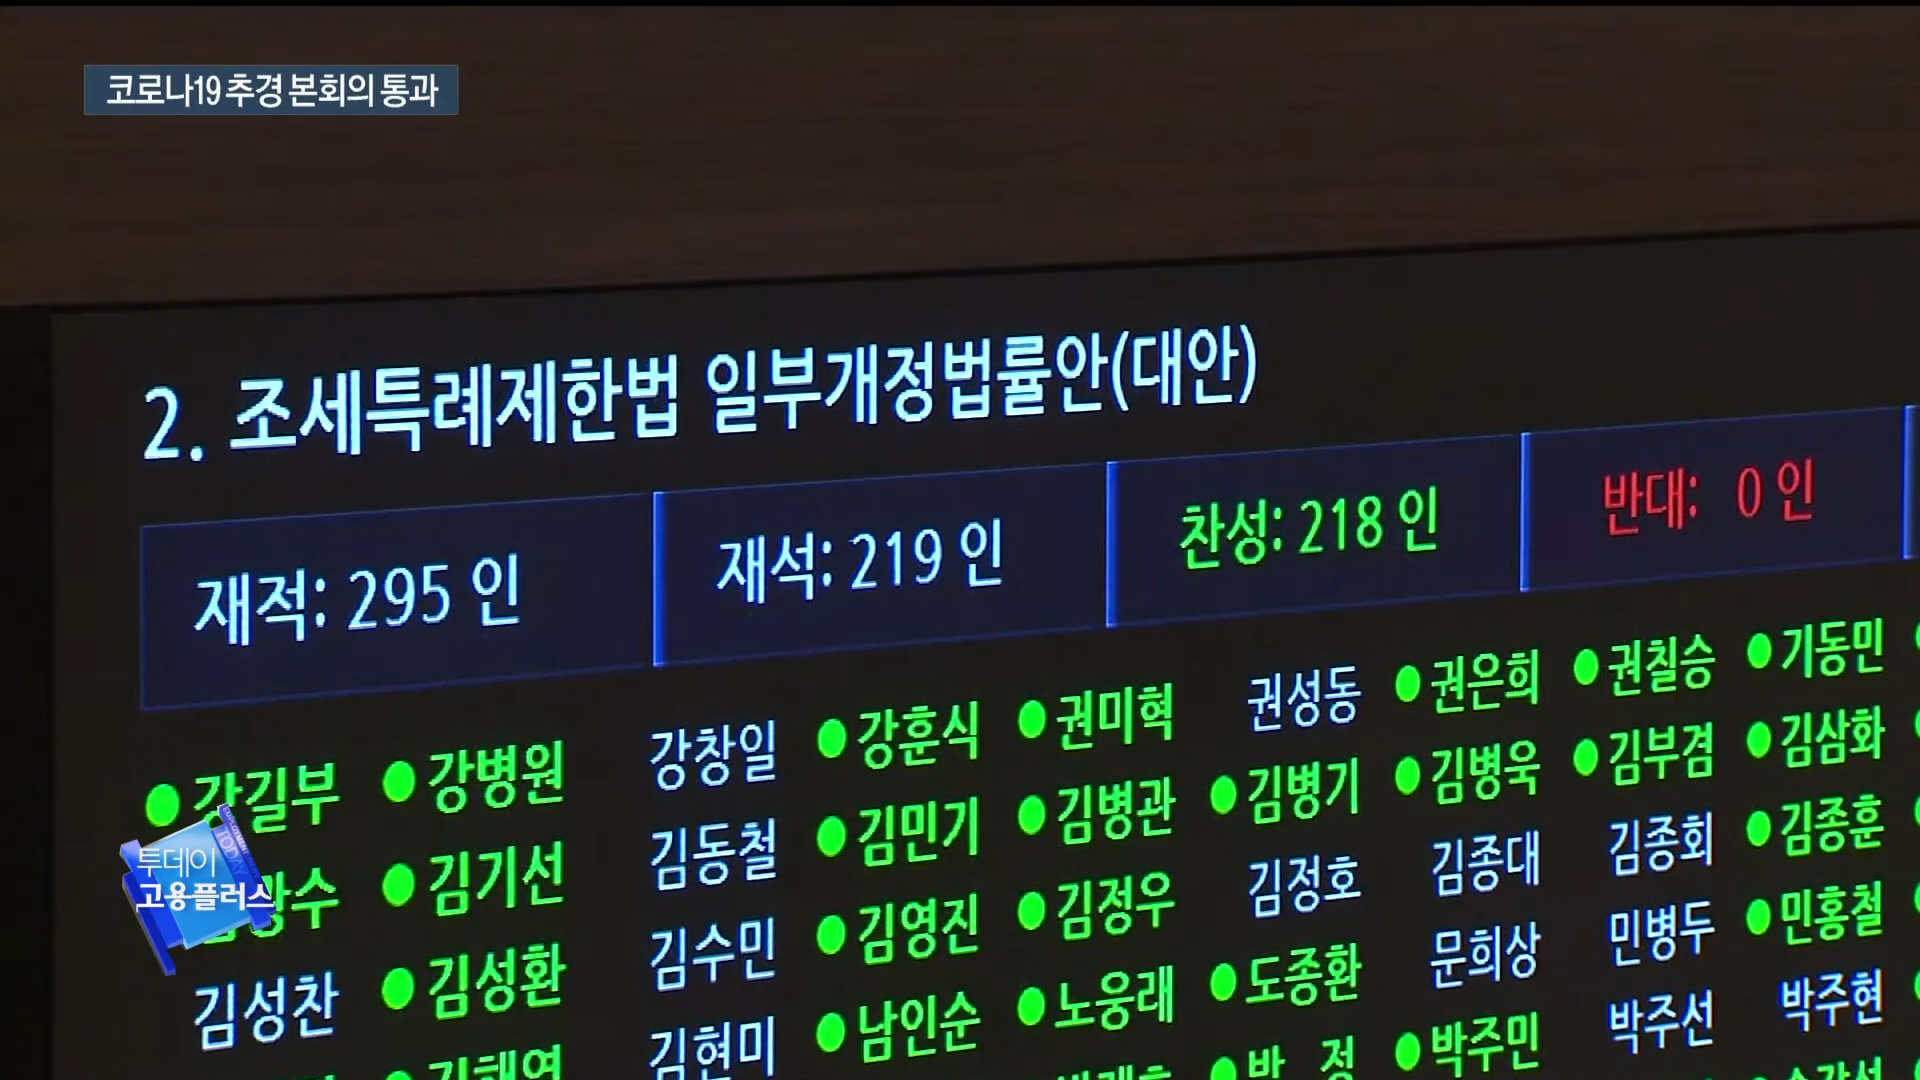 코로나19 추경 본회의 통과
2. 조세특례제한법 일부개정법률안(대안)
재적: 295 인 재석: 219 인 찬성: 218 인 반대: 0 인
강길부 강병원 강창일 강훈식 권미혁 권성동 권은희 권칠승 기동민
김기선 김동철 김민기 김병관 김병기 김병욱 김부겸 김삼화
김성찬 김성환 김수민 김영진 김정우 김정호 김종대 김종회 김종훈
김현미 남인순 노웅래 도종환 문희상 민병두 민홍철
박 정 박주민 박주선 박주현
투데이
고용플러스
TODAY